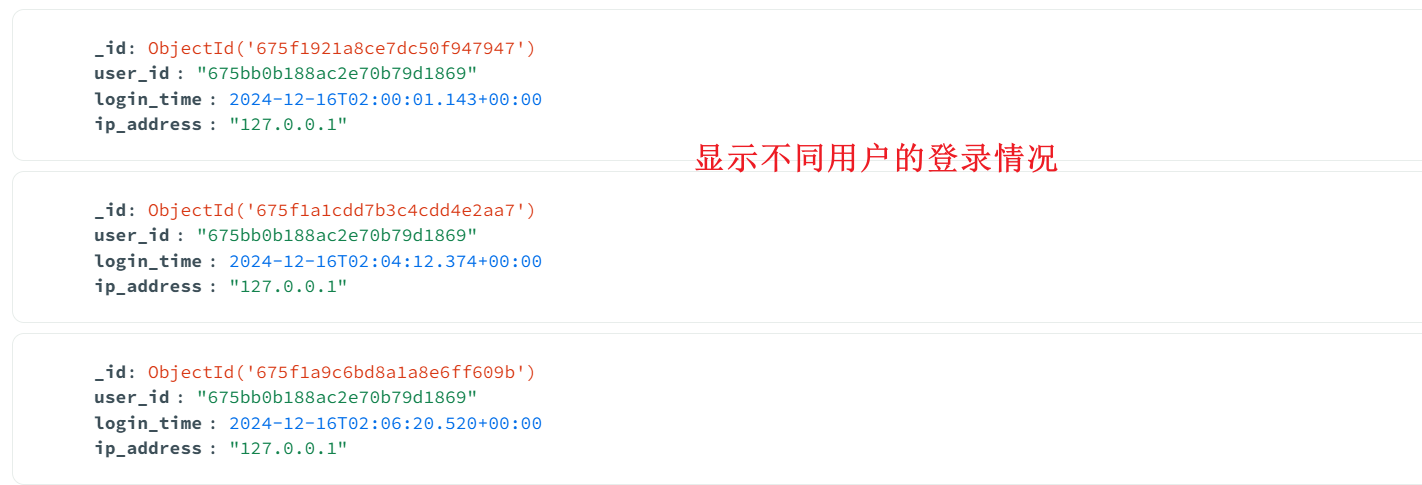 _id: ObjectId('675f1921a8ce7dc50f947947')
user_id : "675bb0b188ac2e70b79d1869"
login_time : 2024-12-16T02:00:01.143+00:00
ip_address : "127.0.0.1"
显示不同用户的登录情况
_id: ObjectId('675f1a1cdd7b3c4cdd4e2aa7')
user_id : "675bb0b188ac2e70b79d1869"
login_time : 2024-12-16T02:04:12.374+00:00
ip_address : "127.0.0.1"
_id: ObjectId('675f1a9c6bd8a1a8e6ff609b')
user_id : "675bb0b188ac2e70b79d1869"
login_time : 2024-12-16T02:06:20.520+00:00
ip_address : "127.0.0.1"